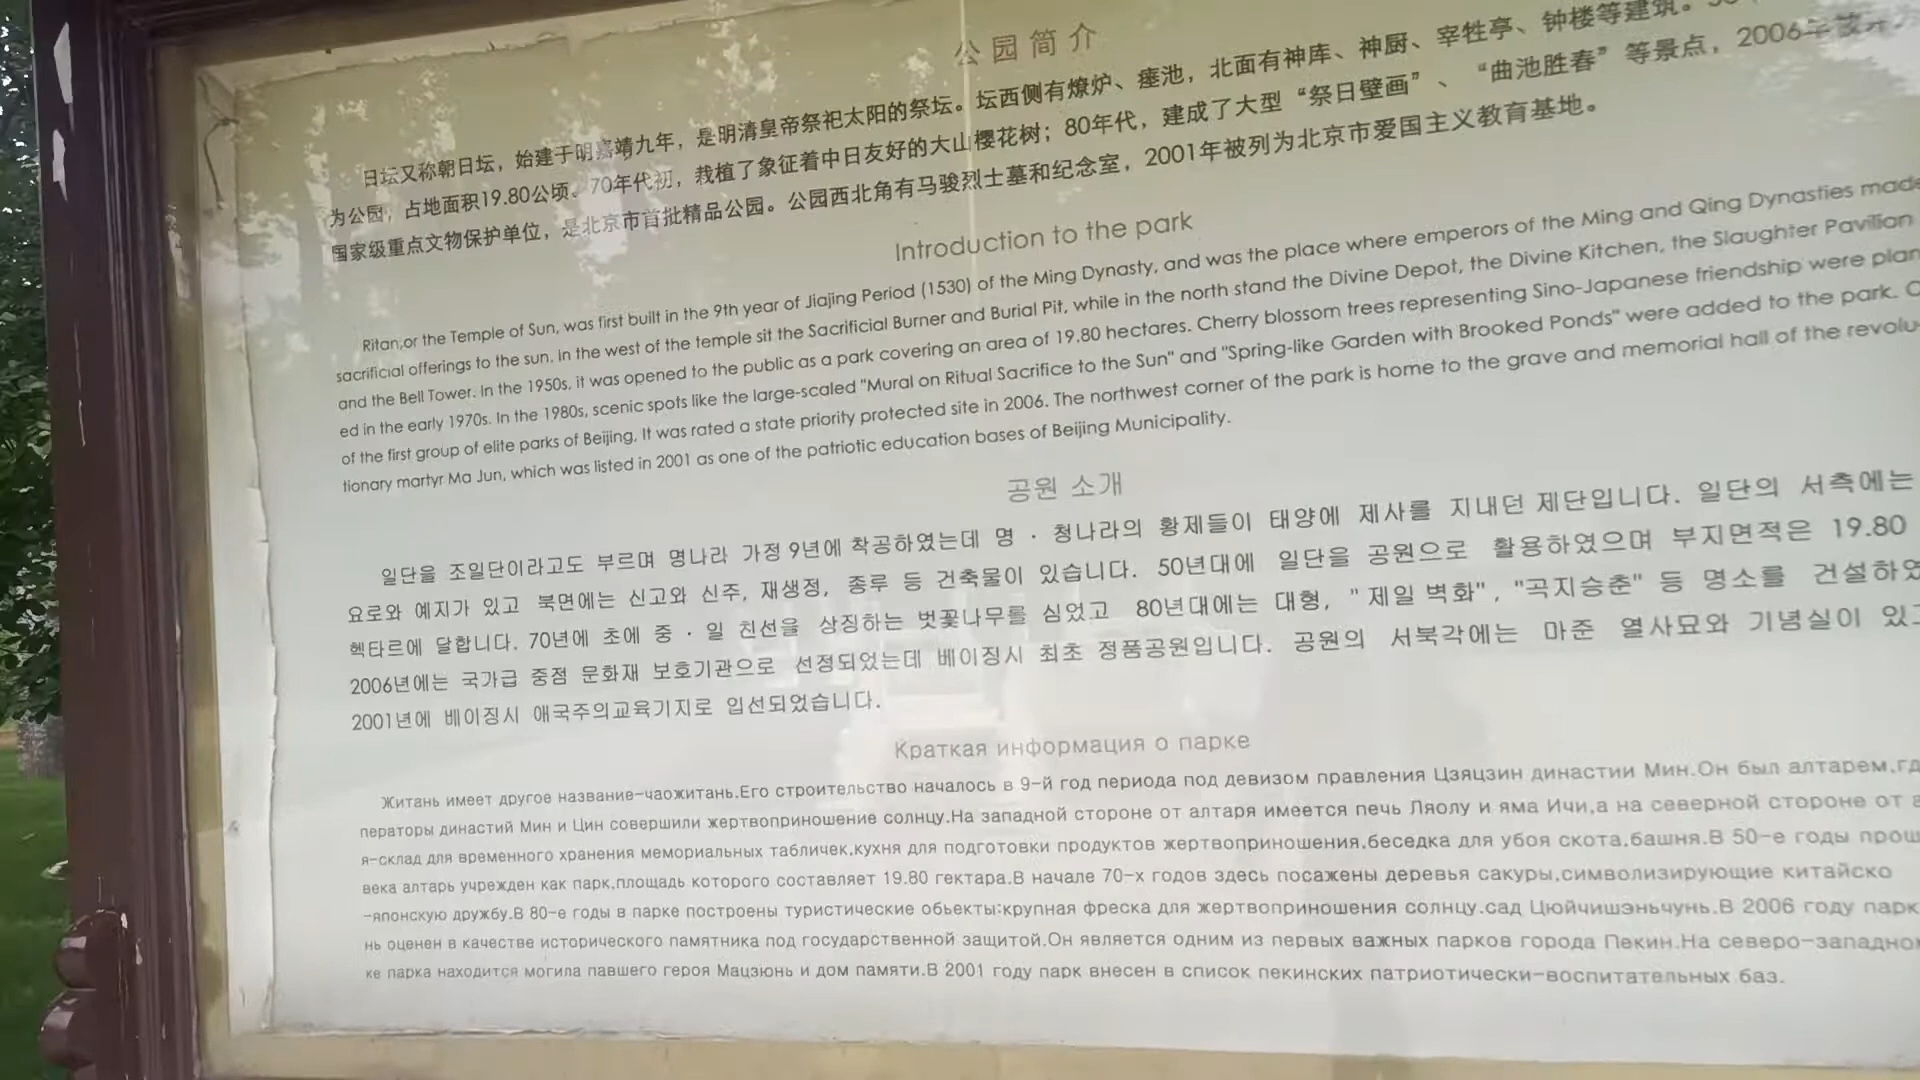 公园简介
日坛又称朝日坛，始建于明嘉靖九年，是明清皇帝祭祀太阳的祭坛。坛西侧有燎炉、瘗池，北面有神库、神厨、宰牲亭、钟楼等建筑。
为公园，占地面积19.80公顷。70年代初，栽植了象征着中日友好的大山樱花树；80年代，建成了大型“祭日壁画”、“曲池胜春”等景点，2006年被
国家级重点文物保护单位，是北京市首批精品公园。公园西北角有马骏烈士墓和纪念室，2001年被列为北京市爱国主义教育基地。
Introduction to the park
Ritan,or the Temple of Sun, was first built in the 9th year of Jiajing Period (1530) of the Ming Dynasty, and was the place where emperors of the Ming and Qing Dynasties made
sacrificial offerings to the sun. In the west of the temple sit the Sacrificial Burner and Burial Pit, while in the north stand the Divine Depot, the Divine Kitchen, the Slaughter Pavilion
and the Bell Tower. In the 1950s, it was opened to the public as a park covering an area of 19.80 hectares. Cherry blossom trees representing Sino-Japanese friendship were plan
ed in the early 1970s. In the 1980s, scenic spots like the large-scaled "Mural on Ritual Sacrifice to the Sun" and "Spring-like Garden with Brooked Ponds" were added to the park.
of the first group of elite parks of Beijing, It was rated a state priority protected site in 2006. The northwest corner of the park is home to the grave and memorial hall of the revolu
tionary martyr Ma Jun, which was listed in 2001 as one of the patriotic education bases of Beijing Municipality.
공원 소개
일단을 조일단이라고도 부르며 명나라 가정 9년에 착공하였는데 명 · 청나라의 황제들이 태양에 제사를 지내던 제단입니다. 일단의 서측에는
요로와 예지가 있고 북면에는 신고와 신주, 재생정, 종루 등 건축물이 있습니다. 50년대에 일단을 공원으로 활용하였으며 부지면적은 19.80
헥타르에 달합니다. 70년에 초에 중 · 일 친선을 상징하는 벚꽃나무를 심었고 80년대에는 대형, "제일 벽화", "곡지승춘" 등 명소를 건설하였
2006년에는 국가급 중점 문화재 보호기관으로 선정되었는데 베이징시 최초 정품공원입니다. 공원의 서북각에는 마준 열사묘와 기념실이 있고
2001년에 베이징시 애국주의교육기지로 입선되었습니다.
Краткая информация о парке
Житань имеет другое название-чаожитань.Его строительство началось в 9-й год периода под девизом правления Цзяцзин династии Мин.Он был алтарем,гд
ператоры династий Мин и Цин совершили жертвоприношение солнцу.На западной стороне от алтаря имеется печь Ляолу и яма Ичи,а на северной стороне от а
я-склад для временного хранения мемориальных табличек,кухня для подготовки продуктов жертвоприношения,беседка для убоя скота,башня.В 50-е годы прош
века алтарь учрежден как парк,площадь которого составляет 19.80 гектара.В начале 70-х годов здесь посажены деревья сакуры,символизирующие китайско
-японскую дружбу.В 80-е годы в парке построены туристические обьекты:крупная фреска для жертвоприношения солнцу.сад Цюйчишэньчунь.В 2006 году парк
нь оценен в качестве исторического памятника под государственной защитой.Он является одним из первых важных парков города Пекин.На северо-западно
ке парка находится могила павшего героя Мацзюнь и дом памяти.В 2001 году парк внесен в список пекинских патриотически-воспитательных баз.